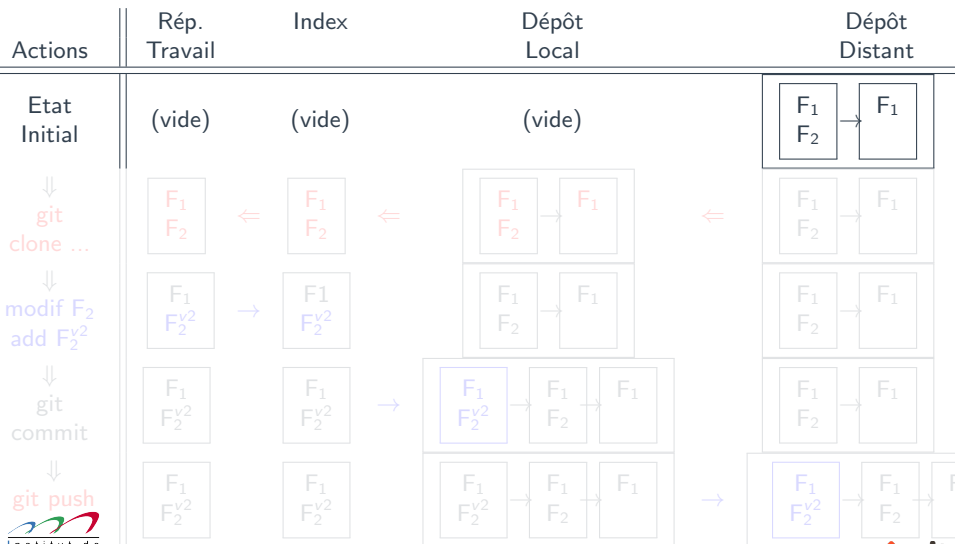 Rép. Index Dépôt Dépôt
Actions Travail Local Distant
Etat F₁ F₁
(vide) (vide) (vide) →
Initial F₂
⇓
git F₁ ⇐ F₁ ⇐ F₁ → F₁ ⇐ F₁ → F₁
clone ... F₂ F₂ F₂ F₂
⇓
modif F₂ F₁ → F1 F₁ → F₁ F₁ → F₁
add F₂ᵛ² F₂ᵛ² F₂ᵛ² F₂ F₂
⇓
git F₁ F₁ → F₁ → F₁ → F₁ F₁ → F₁
commit F₂ᵛ² F₂ᵛ² F₂ᵛ² F₂ F₂
⇓
git push F₁ F₁ F₁ → F₁ → F₁ → F₁ → F₁ →
F₂ᵛ² F₂ᵛ² F₂ᵛ² F₂ F₂ᵛ² F₂